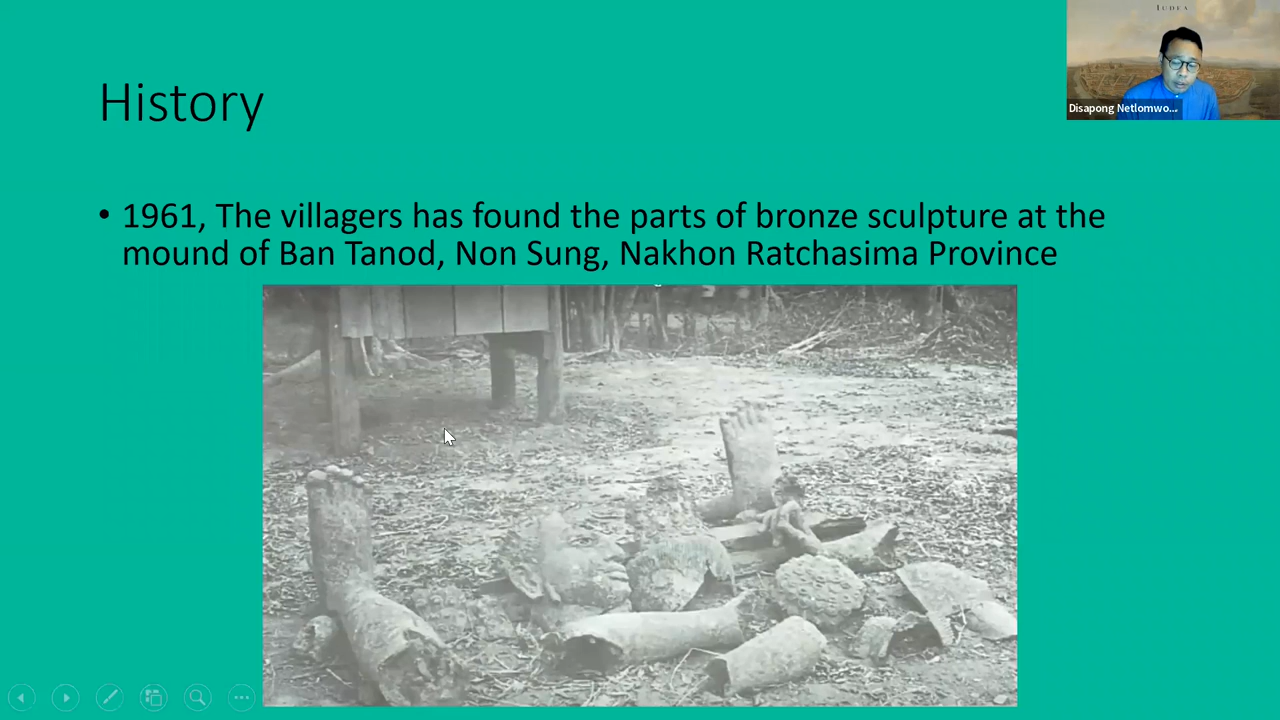 IUDEA
Disapong Netlomwo...
History
• 1961, The villagers has found the parts of bronze sculpture at the
mound of Ban Tanod, Non Sung, Nakhon Ratchasima Province